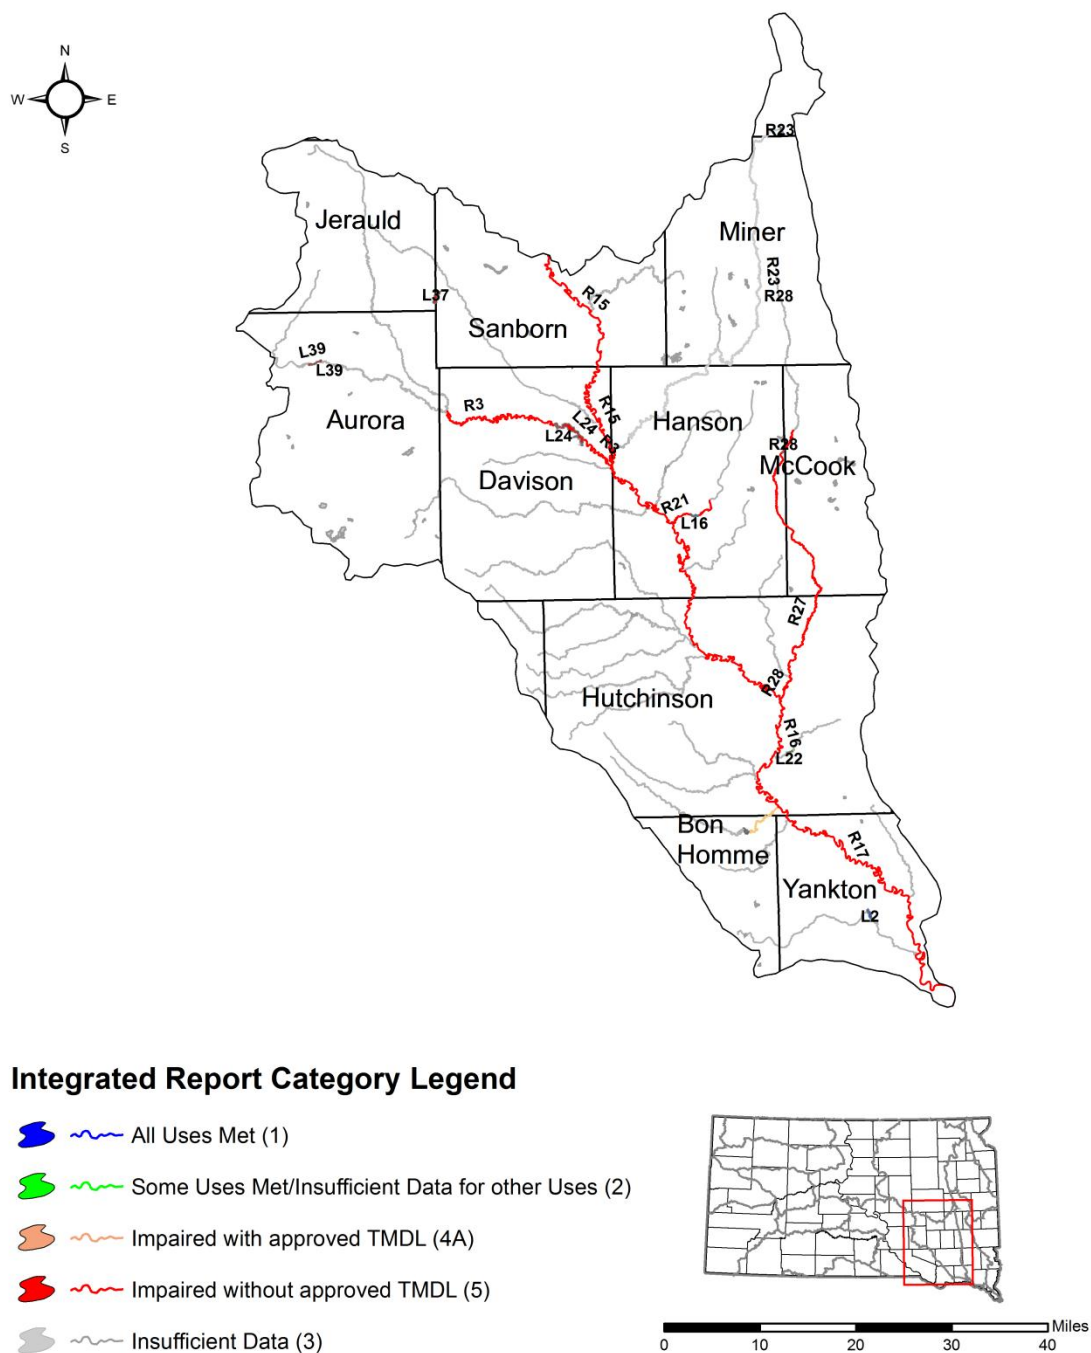 N
W E
S
R23
Jerauld
Miner
R23
L37
R28
R15
Sanborn
L39
L39
R3
R15
Aurora
L24
Hanson
L24
R3
R28
McCook
Davison
R21
L16
R27
R28
Hutchinson
R16
L22
Bon
Homme
R17
Yankton
L2
Integrated Report Category Legend
All Uses Met (1)
Some Uses Met/Insufficient Data for other Uses (2)
Impaired with approved TMDL (4A)
Impaired without approved TMDL (5)
Insufficient Data (3)
Miles
0 10 20 30 40